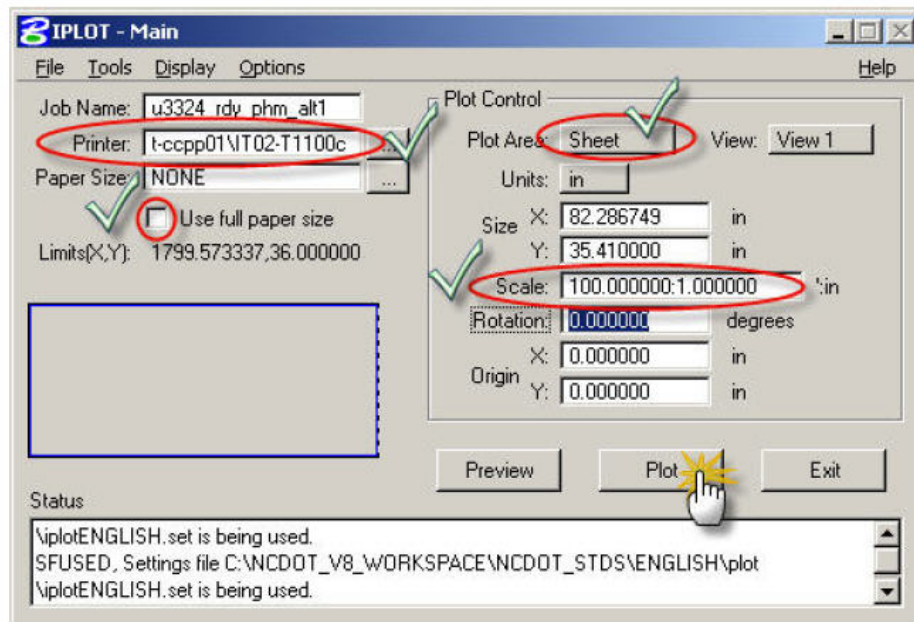 IPLOT - Main
File Tools Display Options Help
Job Name: u3324_rdy_phm_alt1
Printer: t-ccpp01\IT02-T1100c ...
Paper Size: NONE ...
Use full paper size
Limits(X,Y): 1799.573337,36.000000
Plot Control
Plot Area: Sheet View: View 1
Units: in
Size X: 82.286749 in
Y: 35.410000 in
Scale: 100.000000:1.000000 ':in
Rotation: 0.000000 degrees
Origin X: 0.000000 in
Y: 0.000000 in
Preview Plot Exit
Status
\iplotENGLISH.set is being used.
SFUSED, Settings file C:\NCDOT_V8_WORKSPACE\NCDOT_STDS\ENGLISH\plot
\iplotENGLISH.set is being used.